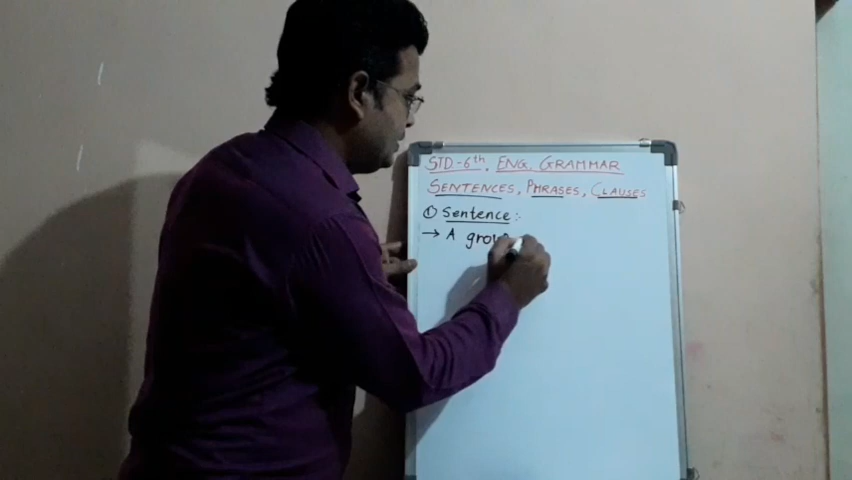 STD-6th, ENG. GRAMMAR
SENTENCES, PHRASES, CLAUSES
① Sentence :-
→ A